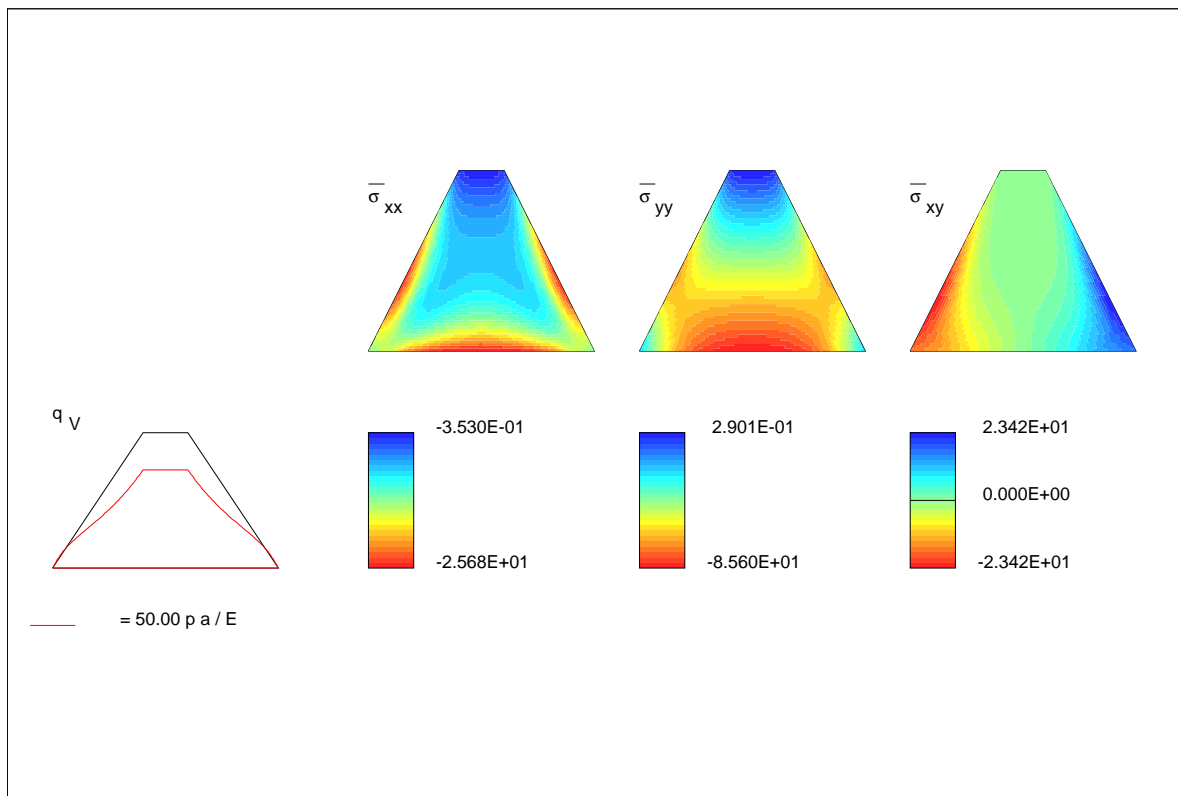 σ xx
σ yy
σ xy
q V
-3.530E-01
2.901E-01
2.342E+01
0.000E+00
-2.568E+01
-8.560E+01
-2.342E+01
= 50.00 p a / E